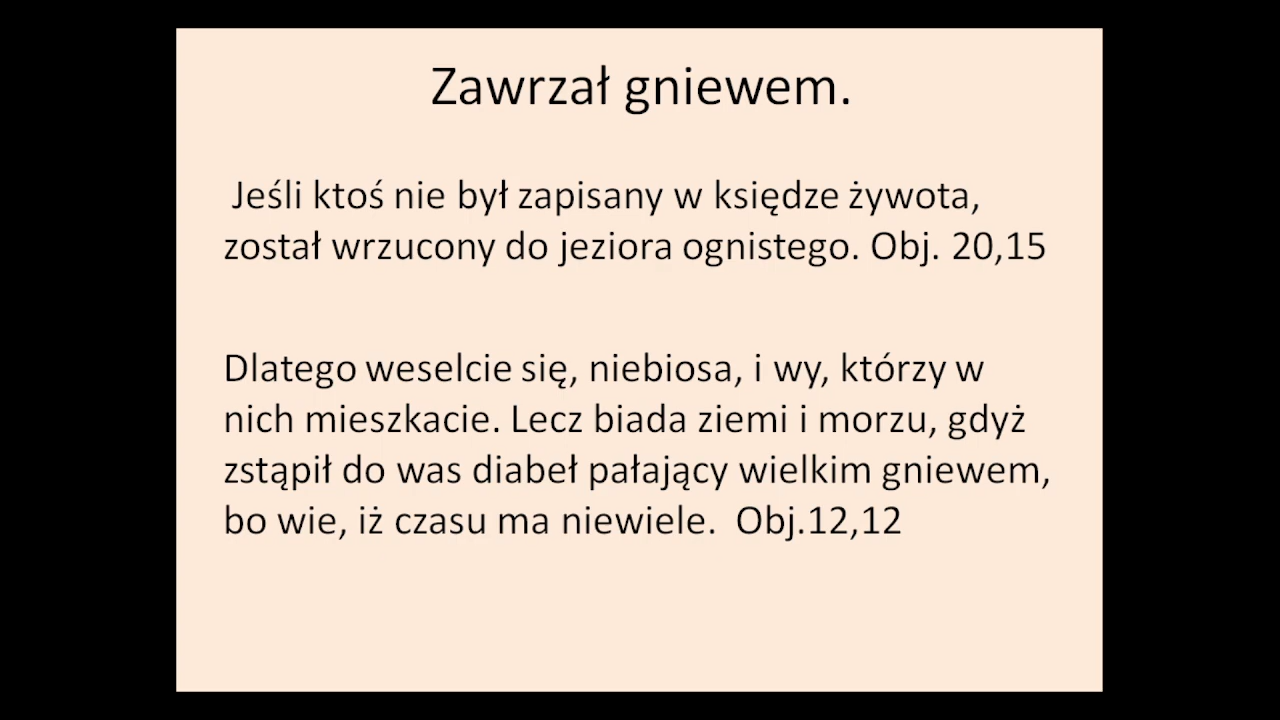 Zawrzał gniewem.
Jeśli ktoś nie był zapisany w księdze żywota,
został wrzucony do jeziora ognistego. Obj. 20,15
Dlatego weselcie się, niebiosa, i wy, którzy w
nich mieszkacie. Lecz biada ziemi i morzu, gdyż
zstąpił do was diabeł pałający wielkim gniewem,
bo wie, iż czasu ma niewiele.  Obj.12,12